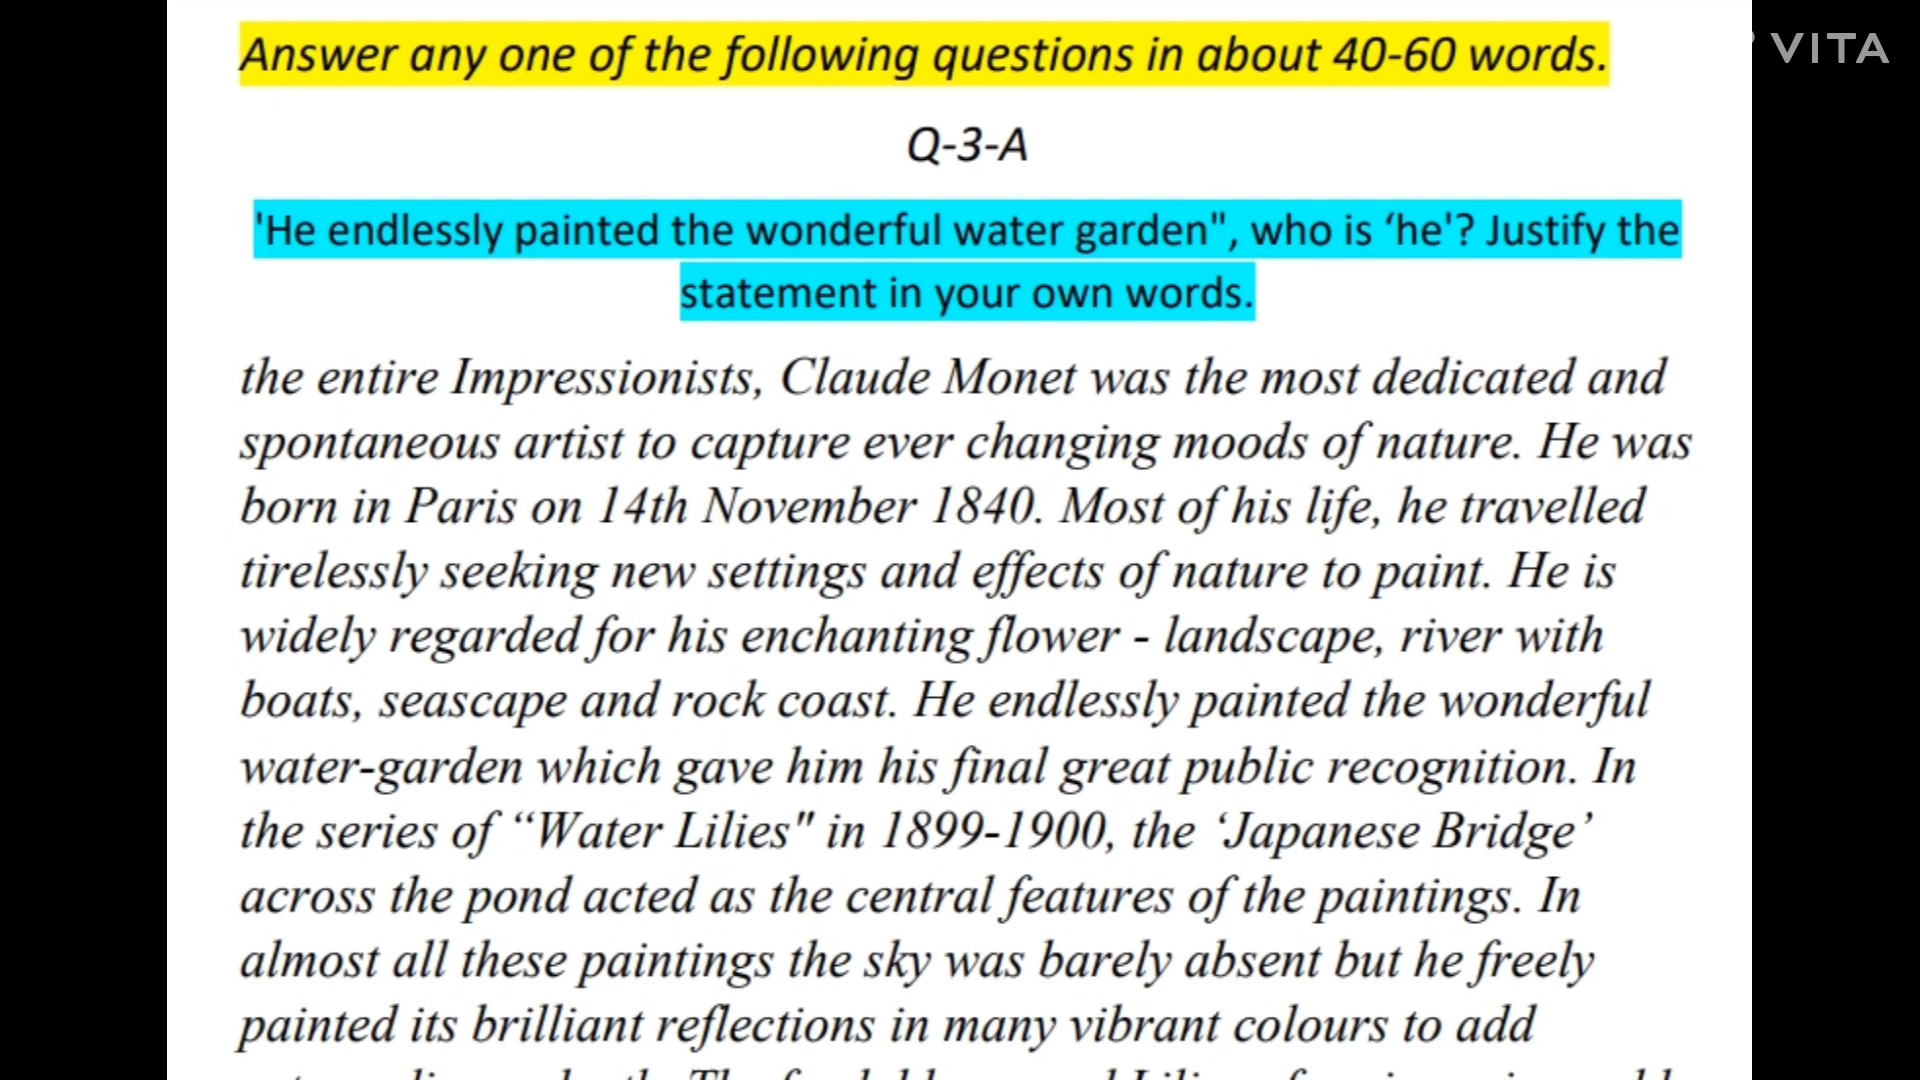 Answer any one of the following questions in about 40-60 words.
VITA
Q-3-A
'He endlessly painted the wonderful water garden", who is ‘he'? Justify the
statement in your own words.
the entire Impressionists, Claude Monet was the most dedicated and
spontaneous artist to capture ever changing moods of nature. He was
born in Paris on 14th November 1840. Most of his life, he travelled
tirelessly seeking new settings and effects of nature to paint. He is
widely regarded for his enchanting flower - landscape, river with
boats, seascape and rock coast. He endlessly painted the wonderful
water-garden which gave him his final great public recognition. In
the series of “Water Lilies" in 1899-1900, the ‘Japanese Bridge’
across the pond acted as the central features of the paintings. In
almost all these paintings the sky was barely absent but he freely
painted its brilliant reflections in many vibrant colours to add